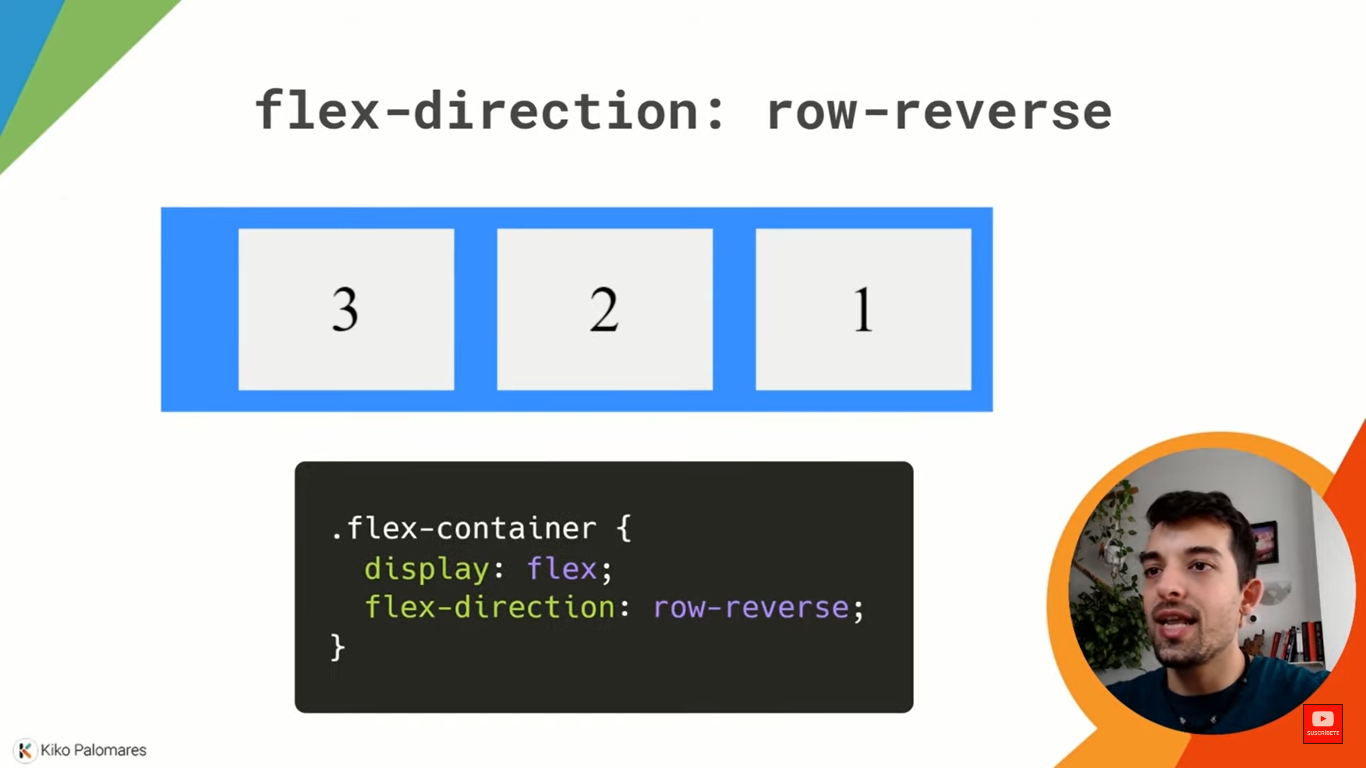 flex-direction: row-reverse
3 2 1
.flex-container {
  display: flex;
  flex-direction: row-reverse;
}
Kiko Palomares
SUSCRÍBETE